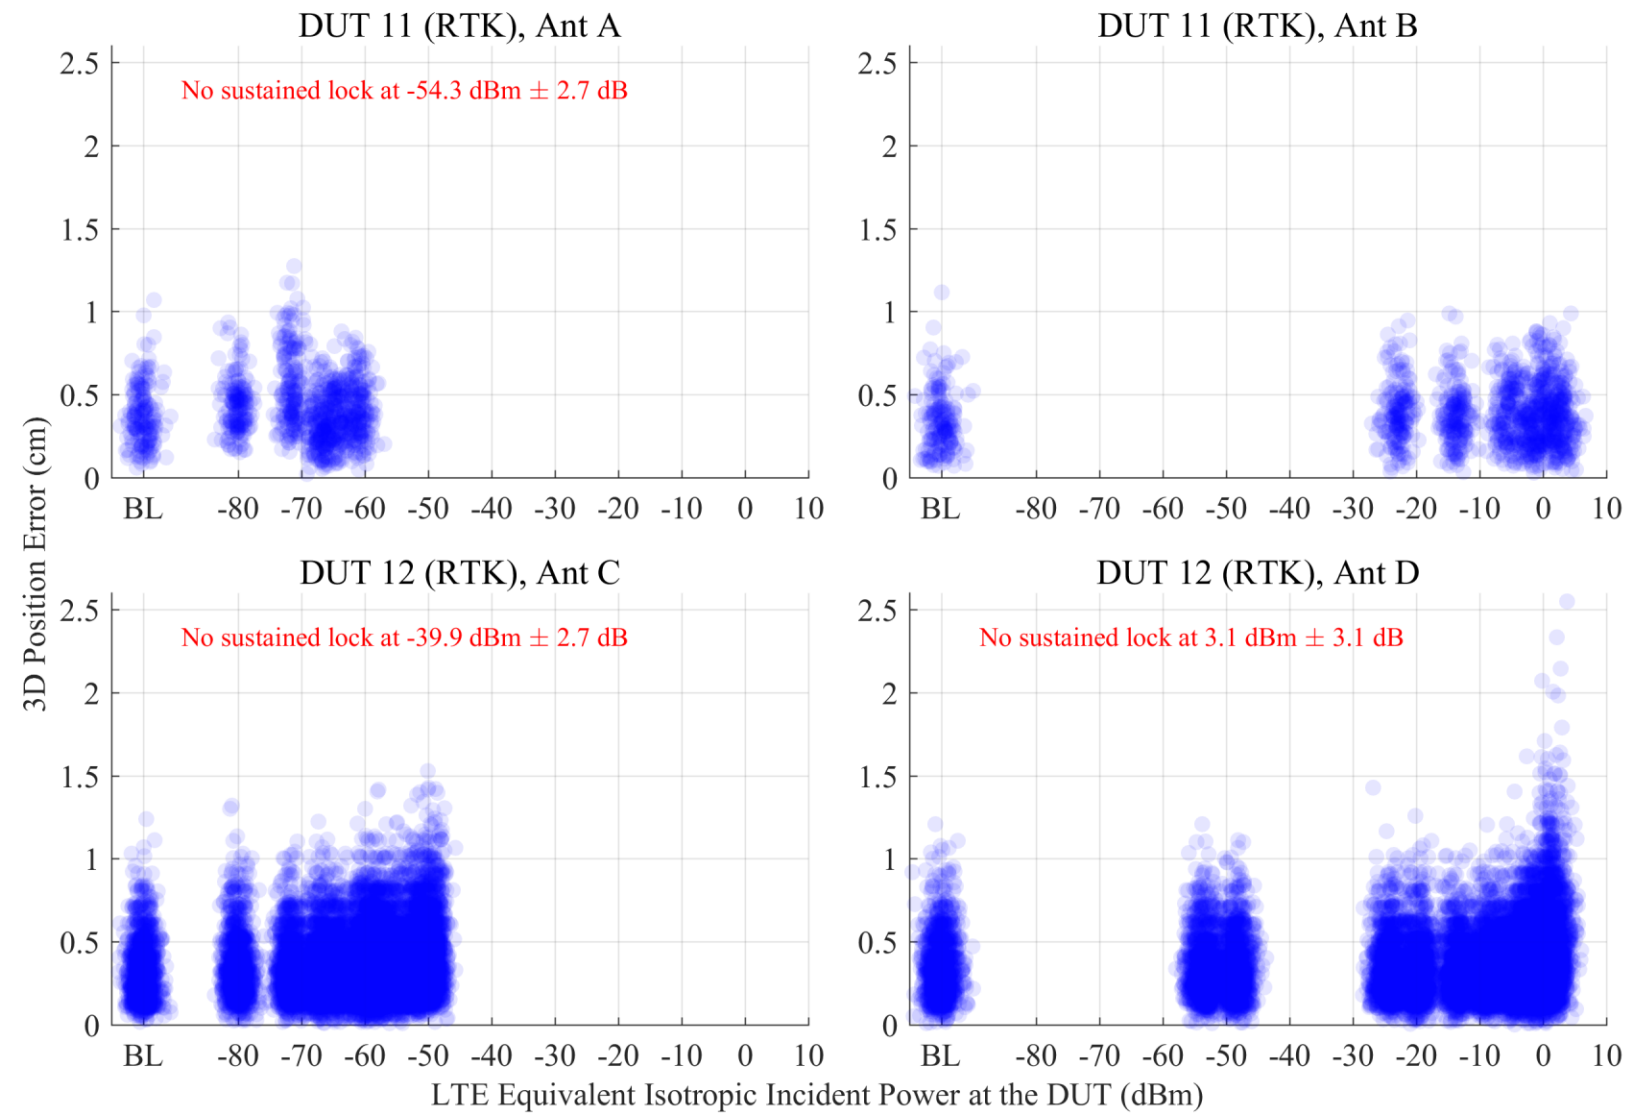 DUT 11 (RTK), Ant A
No sustained lock at -54.3 dBm ± 2.7 dB
2.5
2
1.5
1
0.5
0
BL -80 -70 -60 -50 -40 -30 -20 -10 0 10
DUT 11 (RTK), Ant B
2.5
2
1.5
1
0.5
0
BL -80 -70 -60 -50 -40 -30 -20 -10 0 10
3D Position Error (cm)
DUT 12 (RTK), Ant C
No sustained lock at -39.9 dBm ± 2.7 dB
2.5
2
1.5
1
0.5
0
BL -80 -70 -60 -50 -40 -30 -20 -10 0 10
DUT 12 (RTK), Ant D
No sustained lock at 3.1 dBm ± 3.1 dB
2.5
2
1.5
1
0.5
0
BL -80 -70 -60 -50 -40 -30 -20 -10 0 10
LTE Equivalent Isotropic Incident Power at the DUT (dBm)